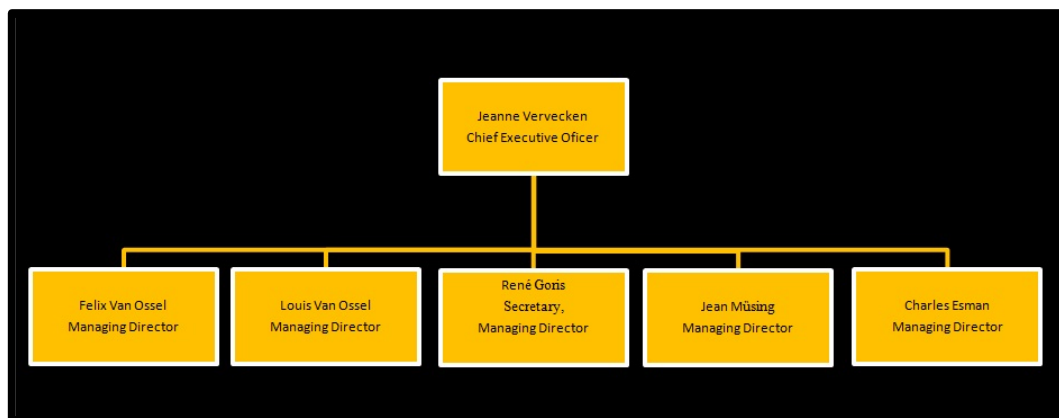 Jeanne Vervecken
Chief Executive Oficer
Felix Van Ossel
Managing Director
Louis Van Ossel
Managing Director
René Goris
Secretary,
Managing Director
Jean Müsing
Managing Director
Charles Esman
Managing Director